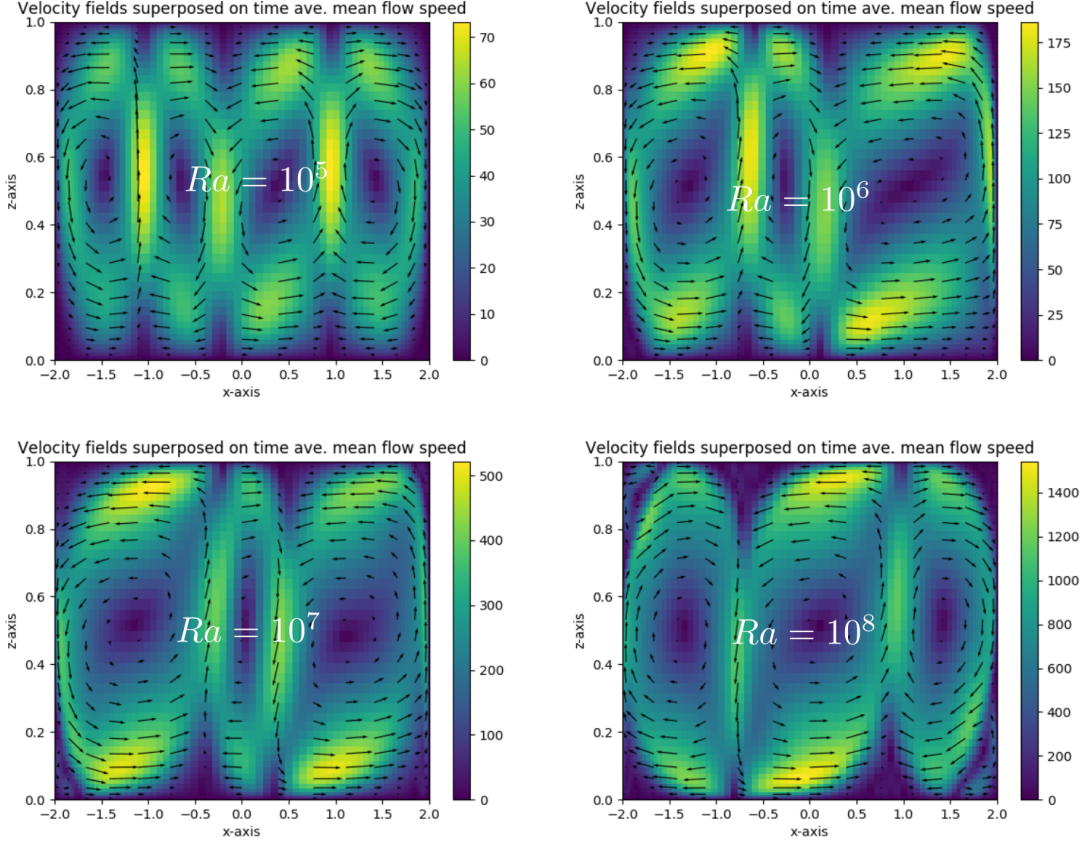 Velocity fields superposed on time ave. mean flow speed
1.0
0.8
0.6
0.4
0.2
0.0
z-axis
−2.0 −1.5 −1.0 −0.5 0.0 0.5 1.0 1.5 2.0
x-axis
Ra = 10^5
70
60
50
40
30
20
10
0
Velocity fields superposed on time ave. mean flow speed
1.0
0.8
0.6
0.4
0.2
0.0
z-axis
−2.0 −1.5 −1.0 −0.5 0.0 0.5 1.0 1.5 2.0
x-axis
Ra = 10^6
175
150
125
100
75
50
25
0
Velocity fields superposed on time ave. mean flow speed
1.0
0.8
0.6
0.4
0.2
0.0
z-axis
−2.0 −1.5 −1.0 −0.5 0.0 0.5 1.0 1.5 2.0
x-axis
Ra = 10^7
500
400
300
200
100
0
Velocity fields superposed on time ave. mean flow speed
1.0
0.8
0.6
0.4
0.2
0.0
z-axis
−2.0 −1.5 −1.0 −0.5 0.0 0.5 1.0 1.5 2.0
x-axis
Ra = 10^8
1400
1200
1000
800
600
400
200
0